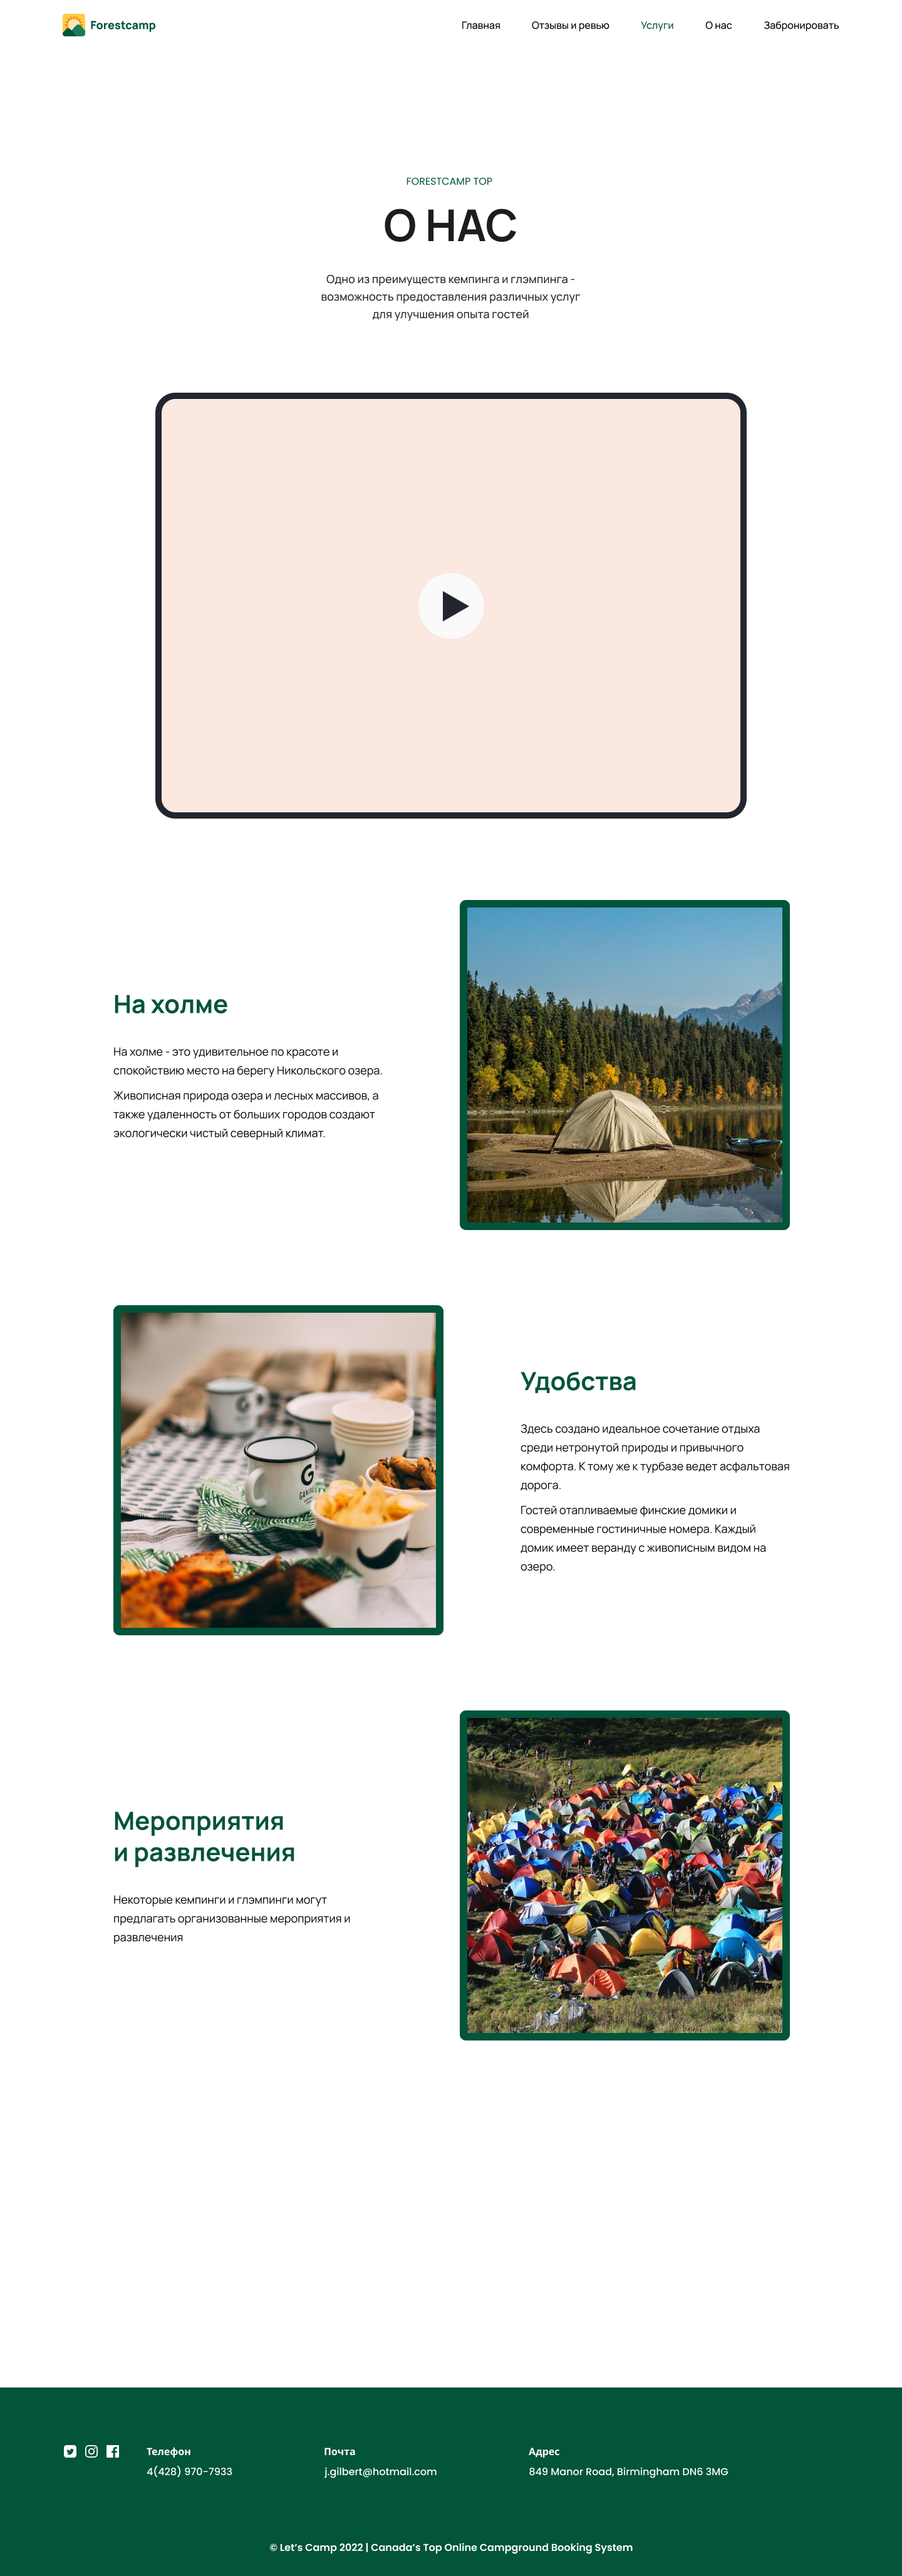 Forestcamp
Главная
Отзывы и ревью
Услуги
О нас
Забронировать
FORESTCAMP TOP
О НАС
Одно из преимуществ кемпинга и глэмпинга -
возможность предоставления различных услуг
для улучшения опыта гостей
На холме
На холме - это удивительное по красоте и
спокойствию место на берегу Никольского озера.
Живописная природа озера и лесных массивов, а
также удаленность от больших городов создают
экологически чистый северный климат.
G
Удобства
Здесь создано идеальное сочетание отдыха
среди нетронутой природы и привычного
комфорта. К тому же к турбазе ведет асфальтовая
дорога.
Гостей отапливаемые финские домики и
современные гостиничные номера. Каждый
домик имеет веранду с живописным видом на
озеро.
Мероприятия
и развлечения
Некоторые кемпинги и глэмпинги могут
предлагать организованные мероприятия и
развлечения
Телефон
4(428) 970-7933
Почта
j.gilbert@hotmail.com
Адрес
849 Manor Road, Birmingham DN6 3MG
© Let’s Camp 2022 | Canada’s Top Online Campground Booking System